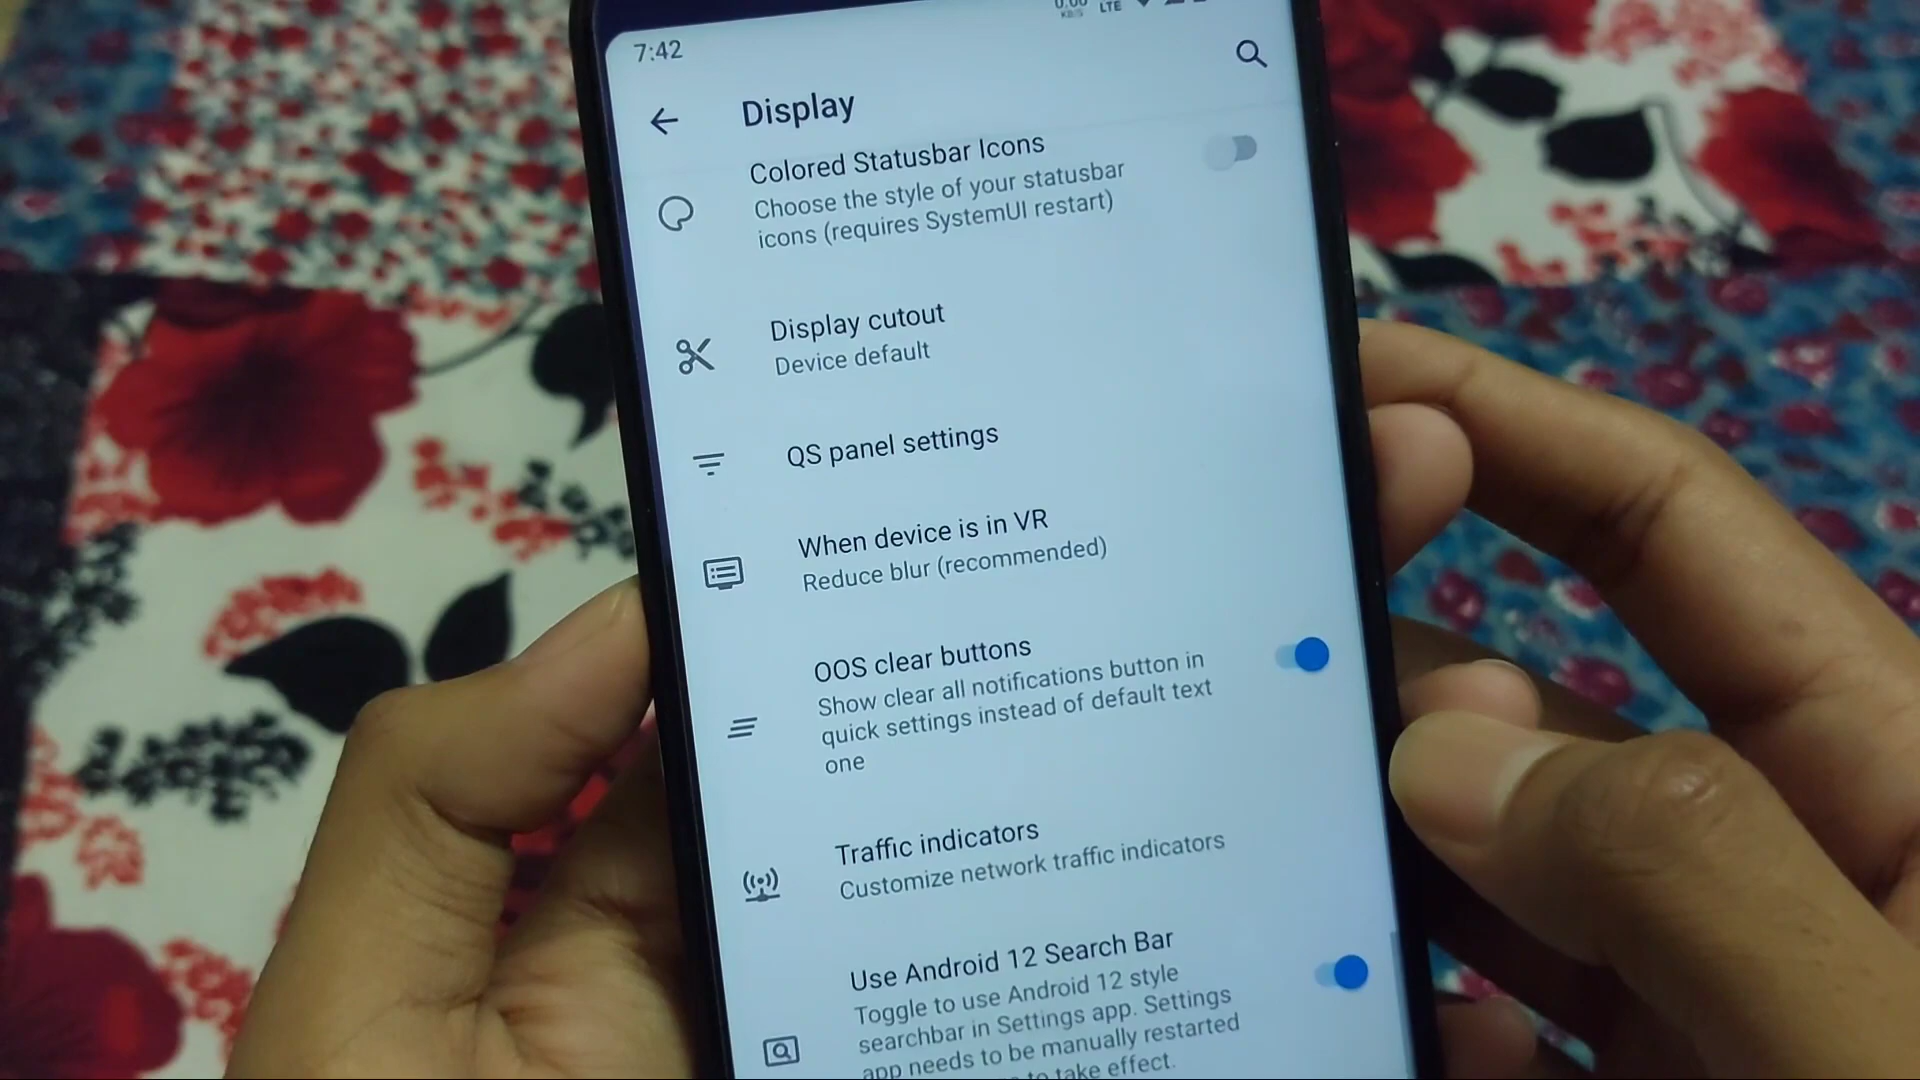 7:42
LTE
Display
Colored Statusbar Icons
Choose the style of your statusbar
icons (requires SystemUI restart)
Display cutout
Device default
QS panel settings
When device is in VR
Reduce blur (recommended)
OOS clear buttons
Show clear all notifications button in
quick settings instead of default text
one
Traffic indicators
Customize network traffic indicators
Use Android 12 Search Bar
Toggle to use Android 12 style
searchbar in Settings app. Settings
app needs to be manually restarted
to take effect.